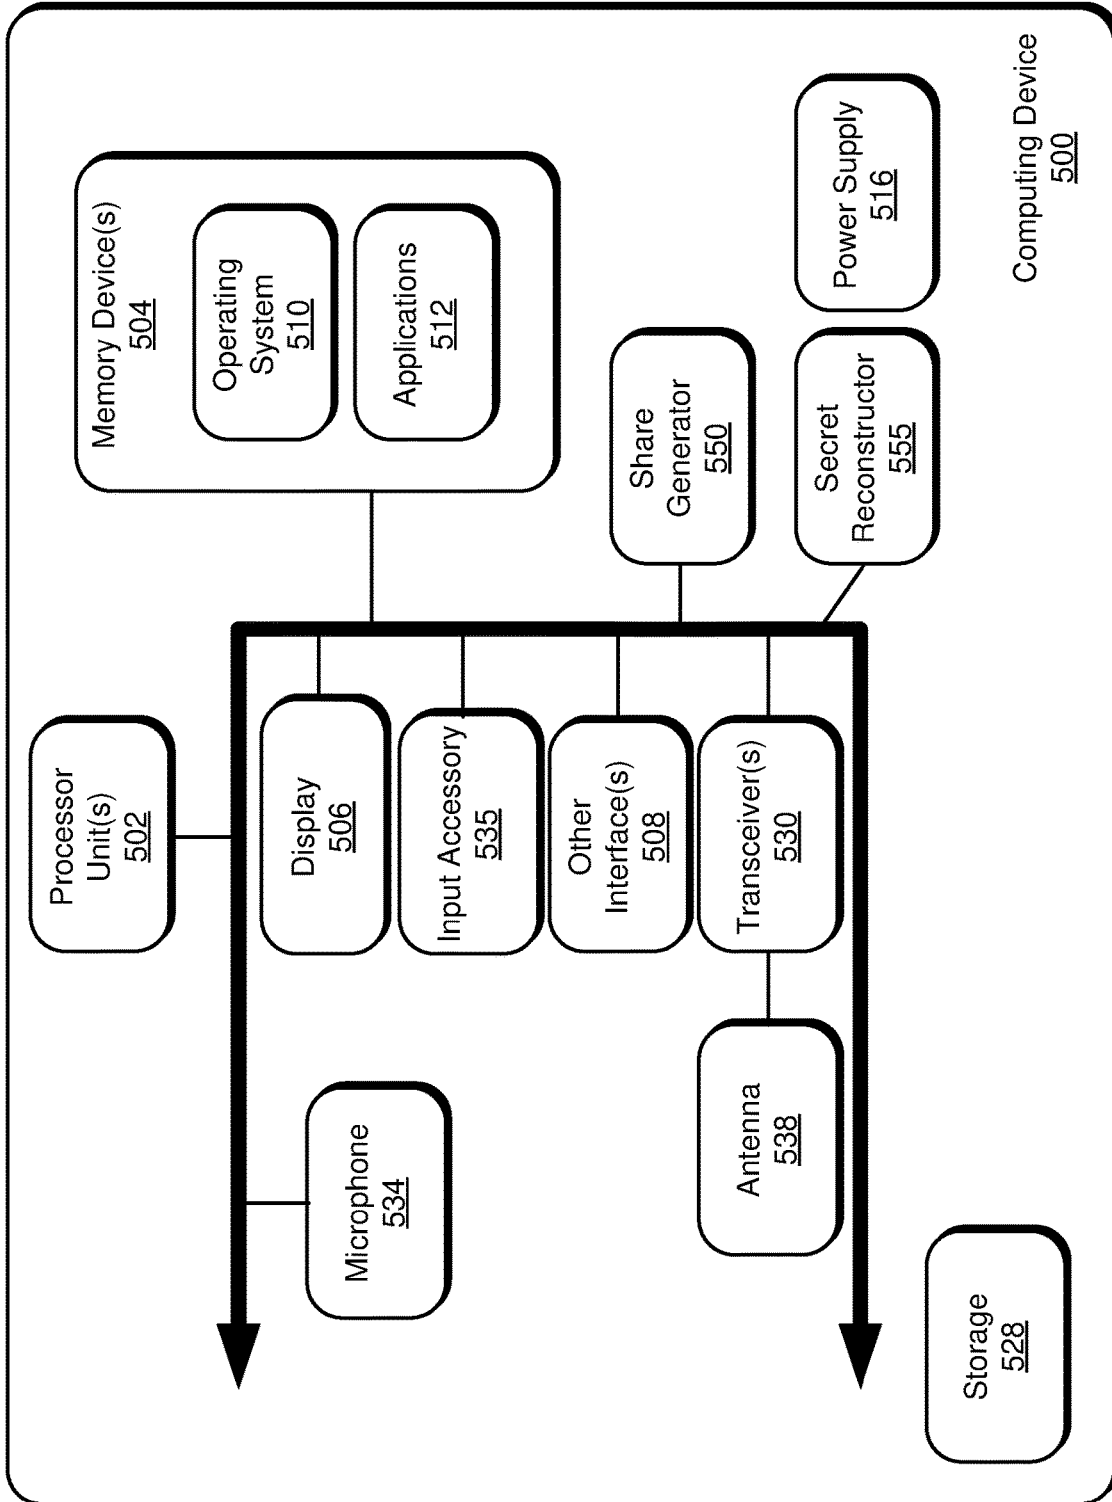 Processor
Unit(s)
502
Memory Device(s)
504
Operating
System
510
Applications
512
Microphone
534
Display
506
Input Accessory
535
Other
Interface(s)
508
Transceiver(s)
530
Antenna
538
Share
Generator
550
Secret
Reconstructor
555
Power Supply
516
Storage
528
Computing Device
500